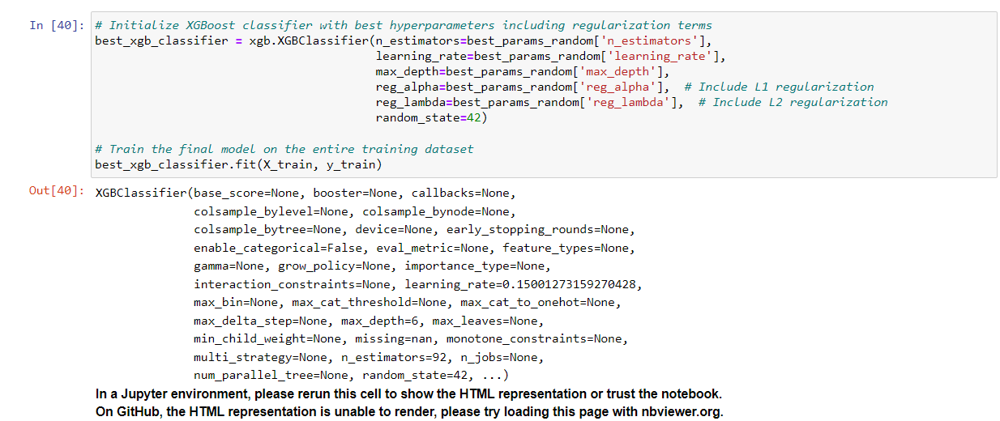 In [40]: # Initialize XGBoost classifier with best hyperparameters including regularization terms
best_xgb_classifier = xgb.XGBClassifier(n_estimators=best_params_random['n_estimators'],
learning_rate=best_params_random['learning_rate'],
max_depth=best_params_random['max_depth'],
reg_alpha=best_params_random['reg_alpha'],  # Include L1 regularization
reg_lambda=best_params_random['reg_lambda'],  # Include L2 regularization
random_state=42)
# Train the final model on the entire training dataset
best_xgb_classifier.fit(X_train, y_train)
Out[40]: XGBClassifier(base_score=None, booster=None, callbacks=None,
colsample_bylevel=None, colsample_bynode=None,
colsample_bytree=None, device=None, early_stopping_rounds=None,
enable_categorical=False, eval_metric=None, feature_types=None,
gamma=None, grow_policy=None, importance_type=None,
interaction_constraints=None, learning_rate=0.15001273159270428,
max_bin=None, max_cat_threshold=None, max_cat_to_onehot=None,
max_delta_step=None, max_depth=6, max_leaves=None,
min_child_weight=None, missing=nan, monotone_constraints=None,
multi_strategy=None, n_estimators=92, n_jobs=None,
num_parallel_tree=None, random_state=42, ...)
In a Jupyter environment, please rerun this cell to show the HTML representation or trust the notebook.
On GitHub, the HTML representation is unable to render, please try loading this page with nbviewer.org.